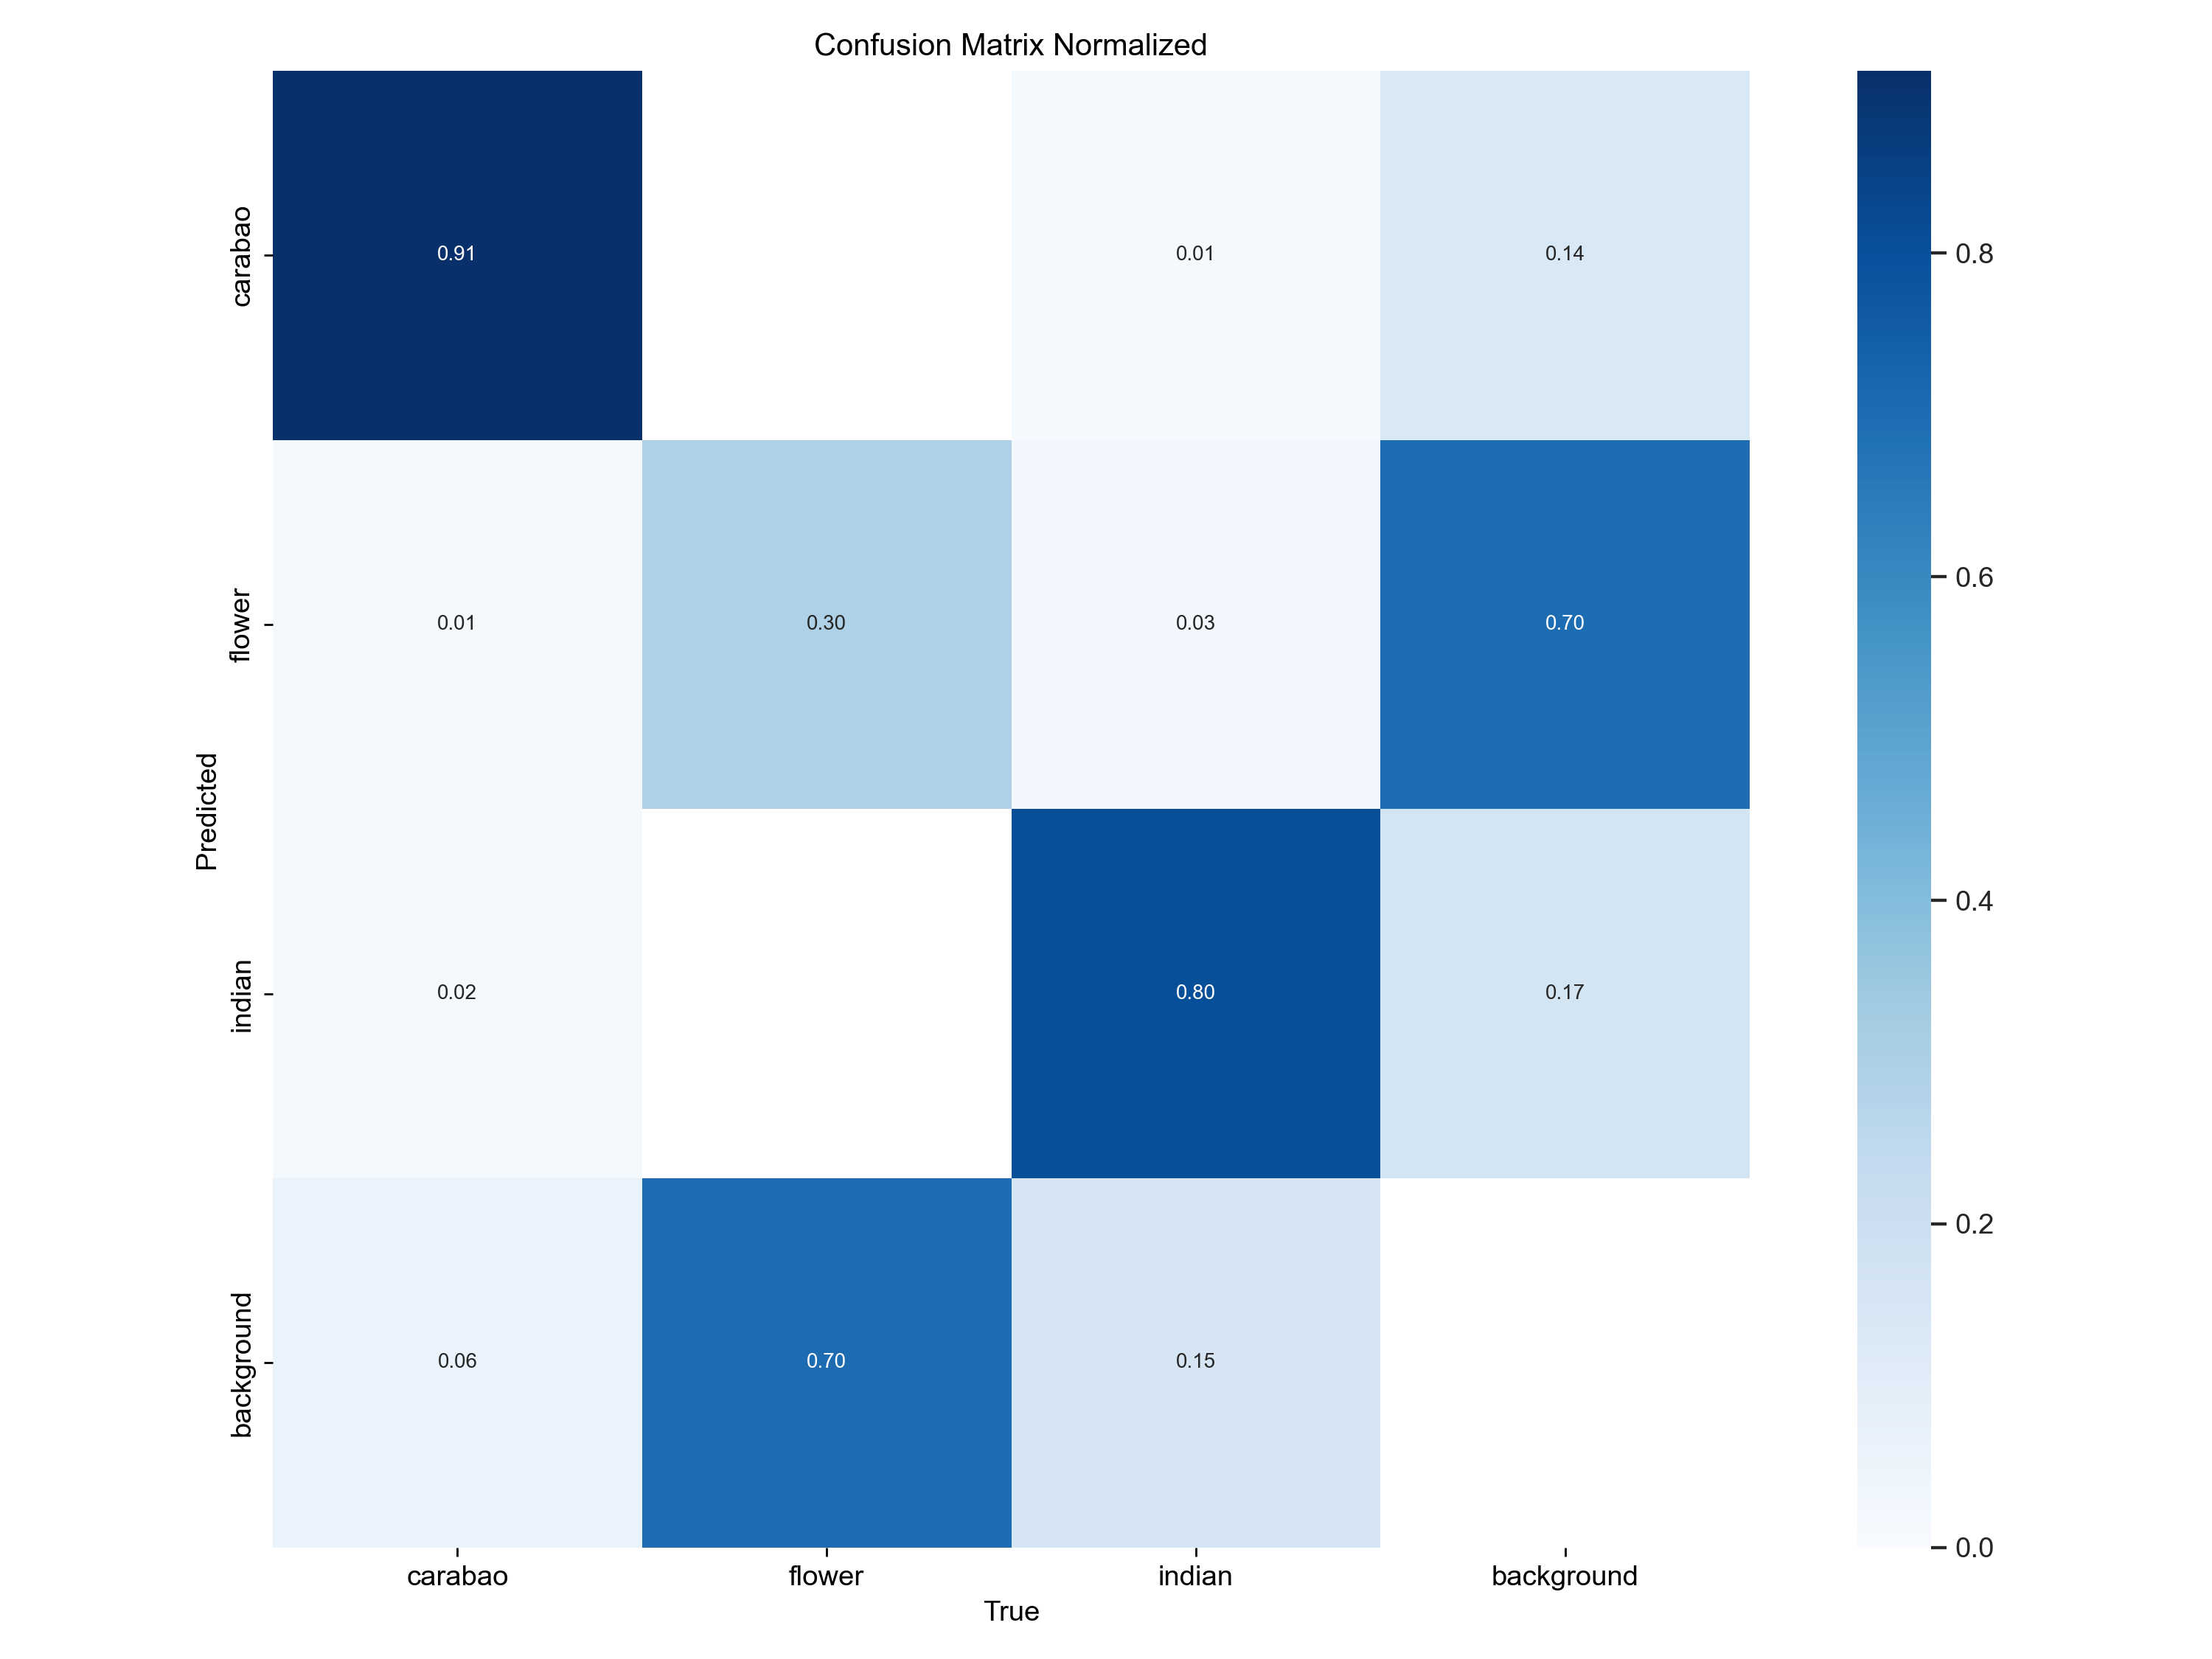 Confusion Matrix Normalized
carabao
0.91
0.01
0.14
0.8
flower
0.01
0.30
0.03
0.70
0.6
Predicted
indian
0.02
0.80
0.17
0.4
background
0.06
0.70
0.15
0.2
0.0
carabao
flower
indian
background
True